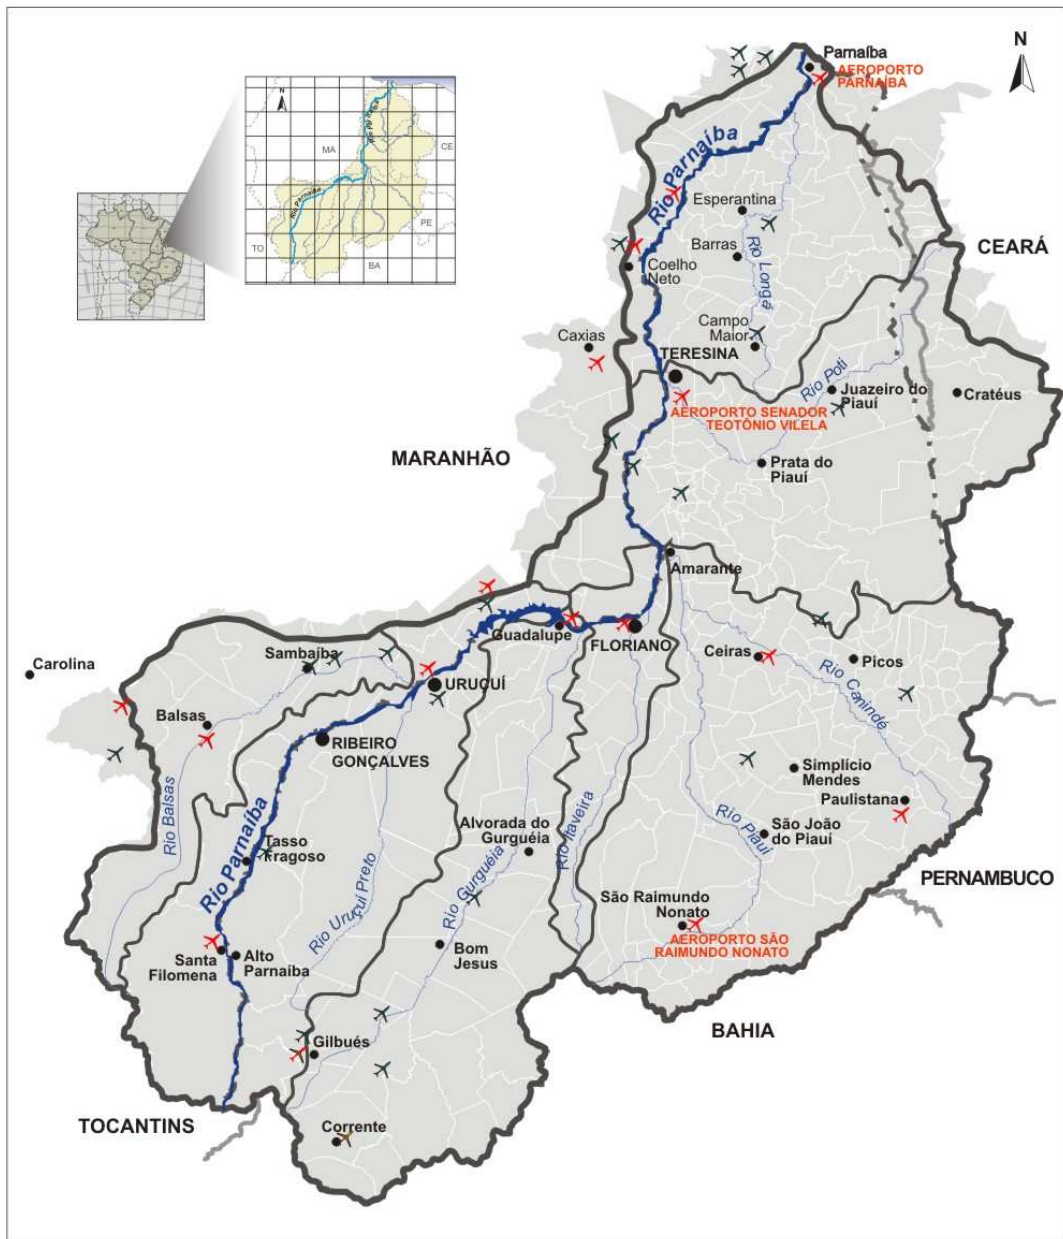 N
Parnaíba
AEROPORTO
PARNAÍBA
N
MA
CE
Rio Parnaíba
PE
TO
BA
Rio Parnaíba
Esperantina
Barras
Rio Longá
CEARÁ
Coelho
Neto
Campo
Maior
Caxias
TERESINA
Rio Poti
Juazeiro do
Piauí
Cratéus
AEROPORTO SENADOR
TEOTÔNIO VILELA
MARANHÃO
Prata do
Piauí
Amarante
Guadalupe
FLORIANO
Carolina
Sambaíba
Ceiras
Picos
URUÇUÍ
Rio Canindé
Balsas
RIBEIRO
GONÇALVES
Simplício
Mendes
Paulistana
Rio Balsas
Rio Parnaíba
Tasso
Fragoso
Alvorada do
Gurguéia
Rio Itaveira
Rio Piauí
São João
do Piauí
PERNAMBUCO
Rio Uruçuí Preto
Rio Gurguéia
São Raimundo
Nonato
AEROPORTO SÃO
RAIMUNDO NONATO
Santa
Filomena
Alto
Parnaíba
Bom
Jesus
BAHIA
Gilbués
TOCANTINS
Corrente